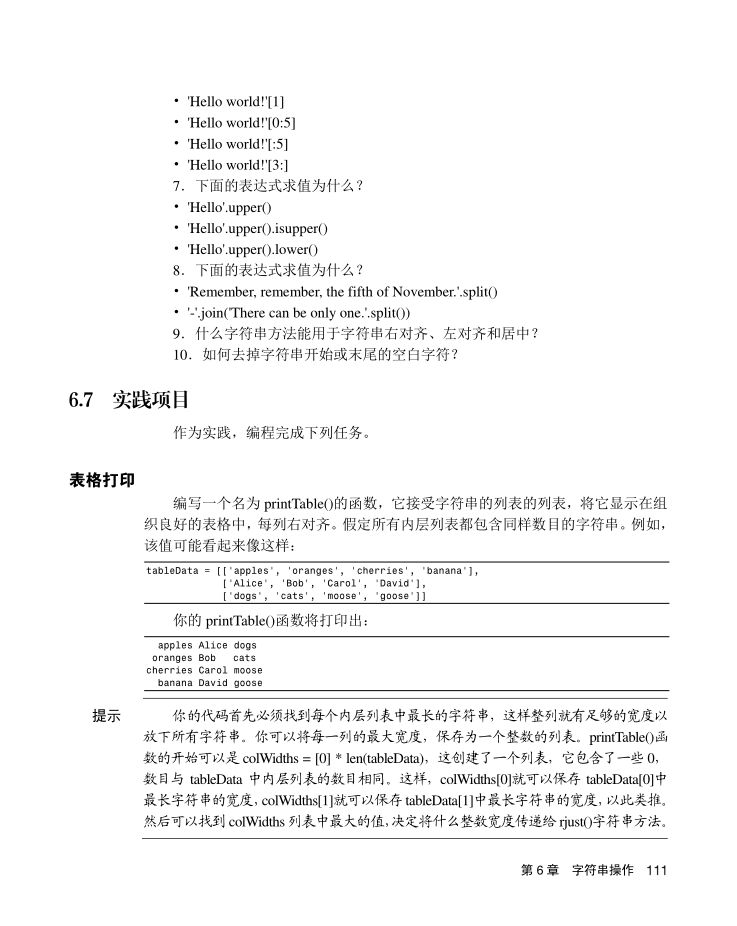 • 'Hello world!'[1]
• 'Hello world!'[0:5]
• 'Hello world!'[:5]
• 'Hello world!'[3:]
7．下面的表达式求值为什么？
• 'Hello'.upper()
• 'Hello'.upper().isupper()
• 'Hello'.upper().lower()
8．下面的表达式求值为什么？
• 'Remember, remember, the fifth of November.'.split()
• '-'.join('There can be only one.'.split())
9．什么字符串方法能用于字符串右对齐、左对齐和居中？
10．如何去掉字符串开始或末尾的空白字符？
6.7 实践项目
作为实践，编程完成下列任务。
表格打印
编写一个名为 printTable()的函数，它接受字符串的列表的列表，将它显示在组
织良好的表格中，每列右对齐。假定所有内层列表都包含同样数目的字符串。例如，
该值可能看起来像这样：
tableData = [['apples', 'oranges', 'cherries', 'banana'],
['Alice', 'Bob', 'Carol', 'David'],
['dogs', 'cats', 'moose', 'goose']]
你的 printTable()函数将打印出：
apples Alice dogs
oranges Bob cats
cherries Carol moose
banana David goose
提示 你的代码首先必须找到每个内层列表中最长的字符串，这样整列就有足够的宽度以
放下所有字符串。你可以将每一列的最大宽度，保存为一个整数的列表。printTable()函
数的开始可以是 colWidths = [0] * len(tableData)，这创建了一个列表，它包含了一些 0，
数目与 tableData 中内层列表的数目相同。这样，colWidths[0]就可以保存 tableData[0]中
最长字符串的宽度，colWidths[1]就可以保存 tableData[1]中最长字符串的宽度，以此类推。
然后可以找到 colWidths 列表中最大的值，决定将什么整数宽度传递给 rjust()字符串方法。
第 6 章 字符串操作 111